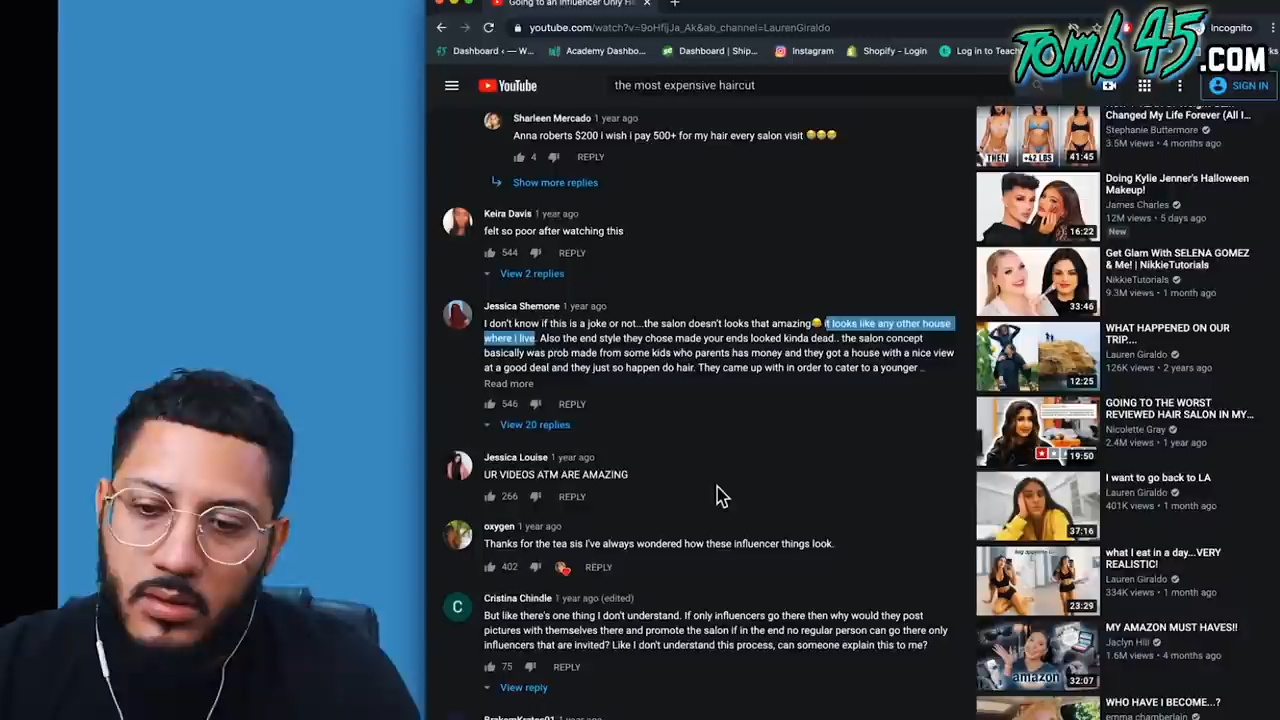 Going to an Influencer Only H
youtube.com/watch?v=9oHfijJa_Ak&ab_channel=LaurenGiraldo
Incognito
Dashboard ‹ — W...
Academy Dashbo...
Dashboard | Ship...
Instagram
Shopify - Login
Log in to Teach
TOMB 45
.COM
YouTube
the most expensive haircut
SIGN IN
Sharleen Mercado 1 year ago
Anna roberts $200 i wish i pay 500+ for my hair every salon visit 😂😂😂
4 REPLY
Show more replies
Keira Davis 1 year ago
felt so poor after watching this
544 REPLY
View 2 replies
Jessica Shemone 1 year ago
I don't know if this is a joke or not...the salon doesn't looks that amazing😂 it looks like any other house
where i live. Also the end style they chose made your ends looked kinda dead.. the salon concept
basically was prob made from some kids who parents has money and they got a house with a nice view
at a good deal and they just so happen do hair. They came up with in order to cater to a younger ..
Read more
546 REPLY
View 20 replies
Jessica Louise 1 year ago
UR VIDEOS ATM ARE AMAZING
266 REPLY
oxygen 1 year ago
Thanks for the tea sis I've always wondered how these influencer things look.
402 REPLY
C
Cristina Chindle 1 year ago (edited)
But like there's one thing I don't understand. If only influencers go there then why would they post
pictures with themselves there and promote the salon if in the end no regular person can go there only
influencers that are invited? Like I don't understand this process, can someone explain this to me?
75 REPLY
View reply
1 year ago
THEN
+42 LBS
41:45
Changed My Life Forever (All I...
Stephanie Buttermore
3.5M views • 4 months ago
16:22
Doing Kylie Jenner's Halloween
Makeup!
James Charles
12M views • 5 days ago
New
33:46
Get Glam With SELENA GOMEZ
& Me! | NikkieTutorials
NikkieTutorials
9.3M views • 1 month ago
12:25
WHAT HAPPENED ON OUR
TRIP....
Lauren Giraldo
126K views • 2 years ago
19:50
GOING TO THE WORST
REVIEWED HAIR SALON IN MY...
Nicolette Gray
2.4M views • 1 year ago
37:16
I want to go back to LA
Lauren Giraldo
401K views • 1 month ago
23:29
what I eat in a day...VERY
REALISTIC!
Lauren Giraldo
334K views • 1 month ago
amazon
32:07
MY AMAZON MUST HAVES!!
Jaclyn Hill
1.6M views • 4 months ago
WHO HAVE I BECOME...?
emma chamberlain